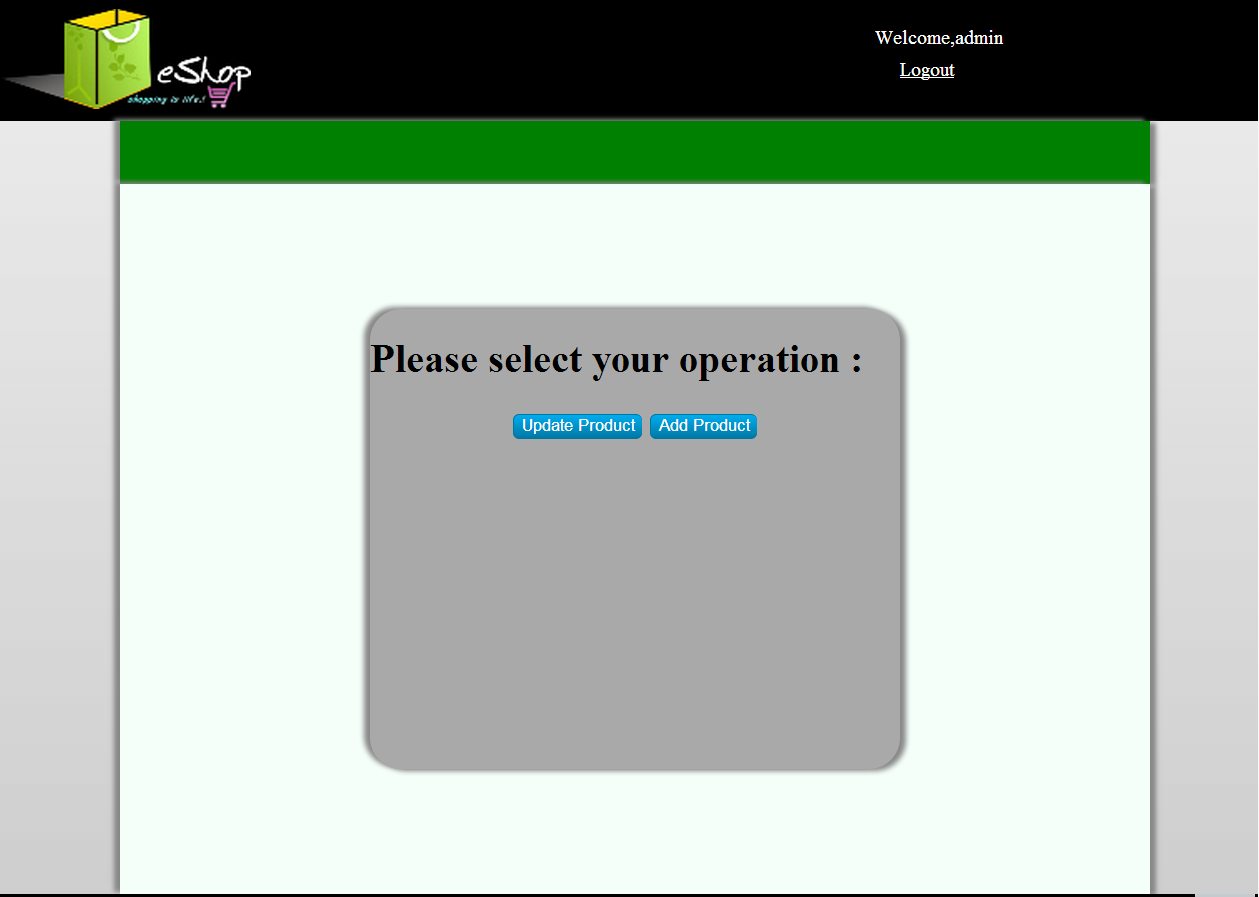 Welcome,admin
Logout
eShop
shopping is life.!
Please select your operation :
Update Product Add Product